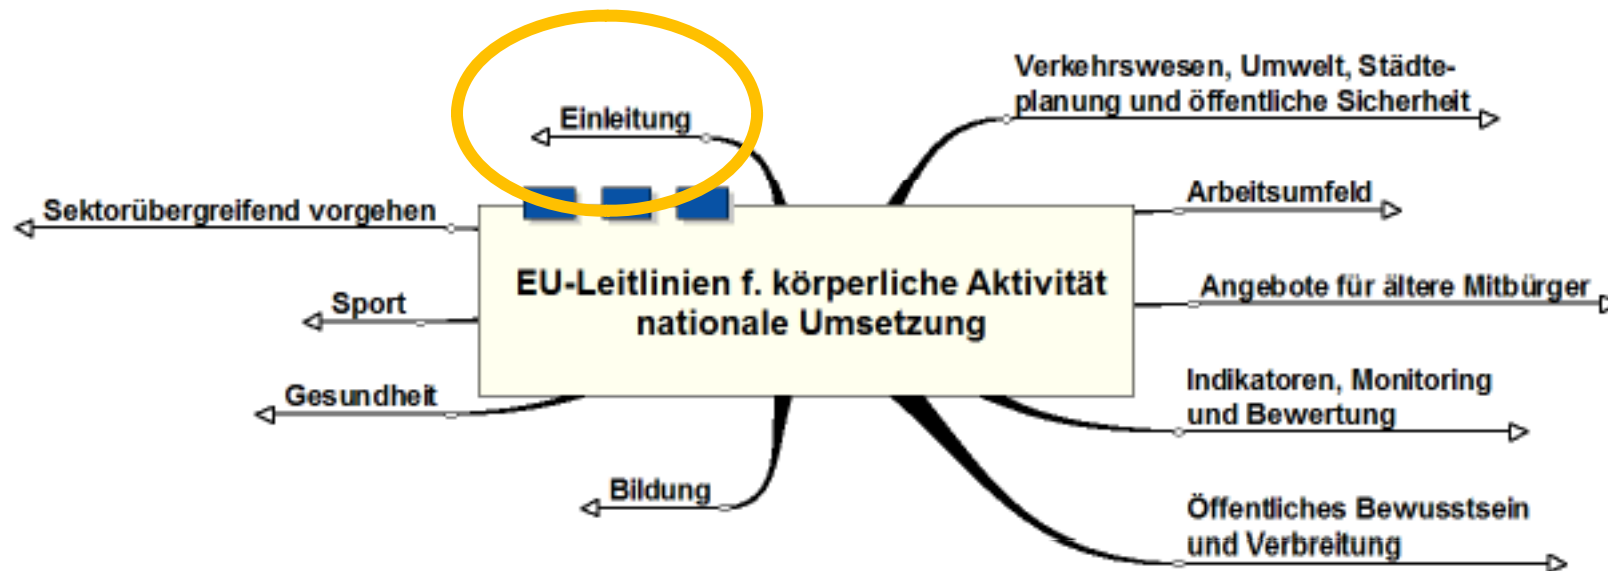 Einleitung
Sektorübergreifend vorgehen
Sport
Gesundheit
Bildung
EU-Leitlinien f. körperliche Aktivität
nationale Umsetzung
Verkehrswesen, Umwelt, Städte-
planung und öffentliche Sicherheit
Arbeitsumfeld
Angebote für ältere Mitbürger
Indikatoren, Monitoring
und Bewertung
Öffentliches Bewusstsein
und Verbreitung